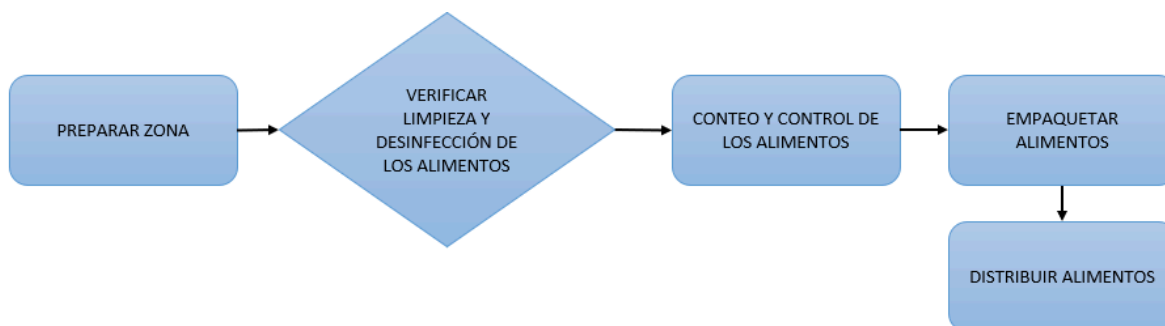 PREPARAR ZONA
VERIFICAR
LIMPIEZA Y
DESINFECCIÓN DE
LOS ALIMENTOS
CONTEO Y CONTROL DE
LOS ALIMENTOS
EMPAQUETAR
ALIMENTOS
DISTRIBUIR ALIMENTOS